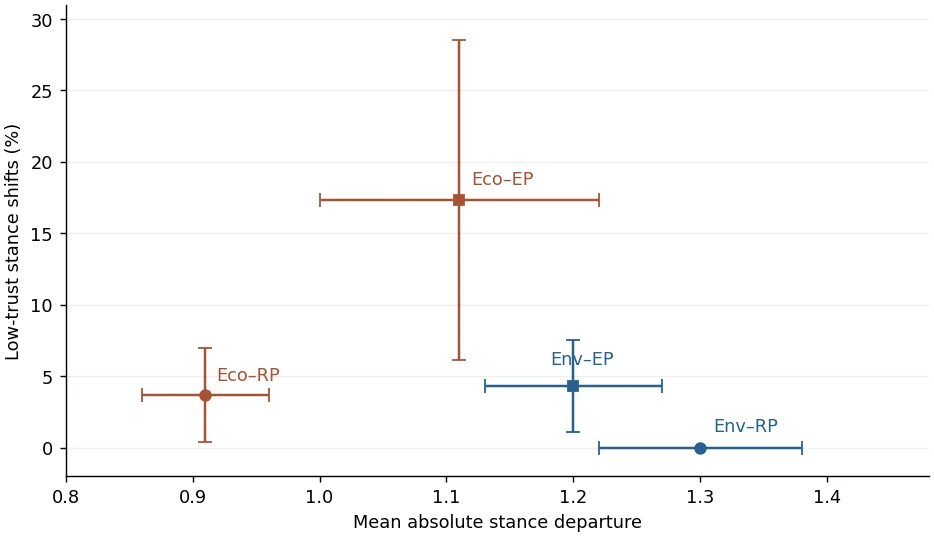 30
25
20
15
10
5
0
Low-trust stance shifts (%)
Eco–EP
Env–EP
Eco–RP
Env–RP
0.8 0.9 1.0 1.1 1.2 1.3 1.4
Mean absolute stance departure